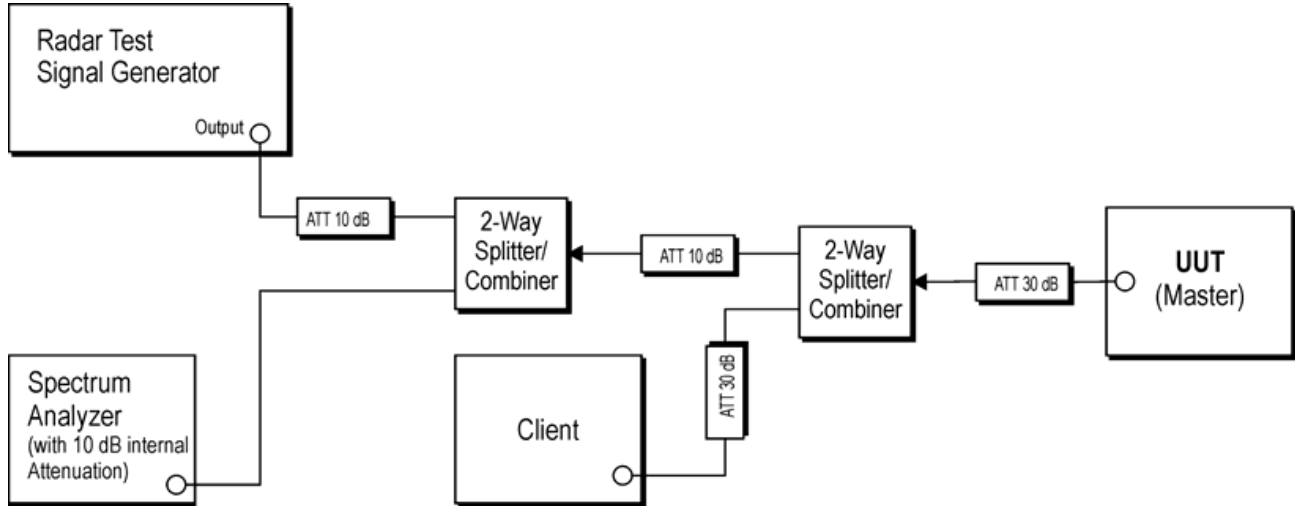 Radar Test
Signal Generator
Output
ATT 10 dB
2-Way
Splitter/
Combiner
ATT 10 dB
2-Way
Splitter/
Combiner
ATT 30 dB
UUT
(Master)
Spectrum
Analyzer
(with 10 dB internal
Attenuation)
Client
ATT 30 dB